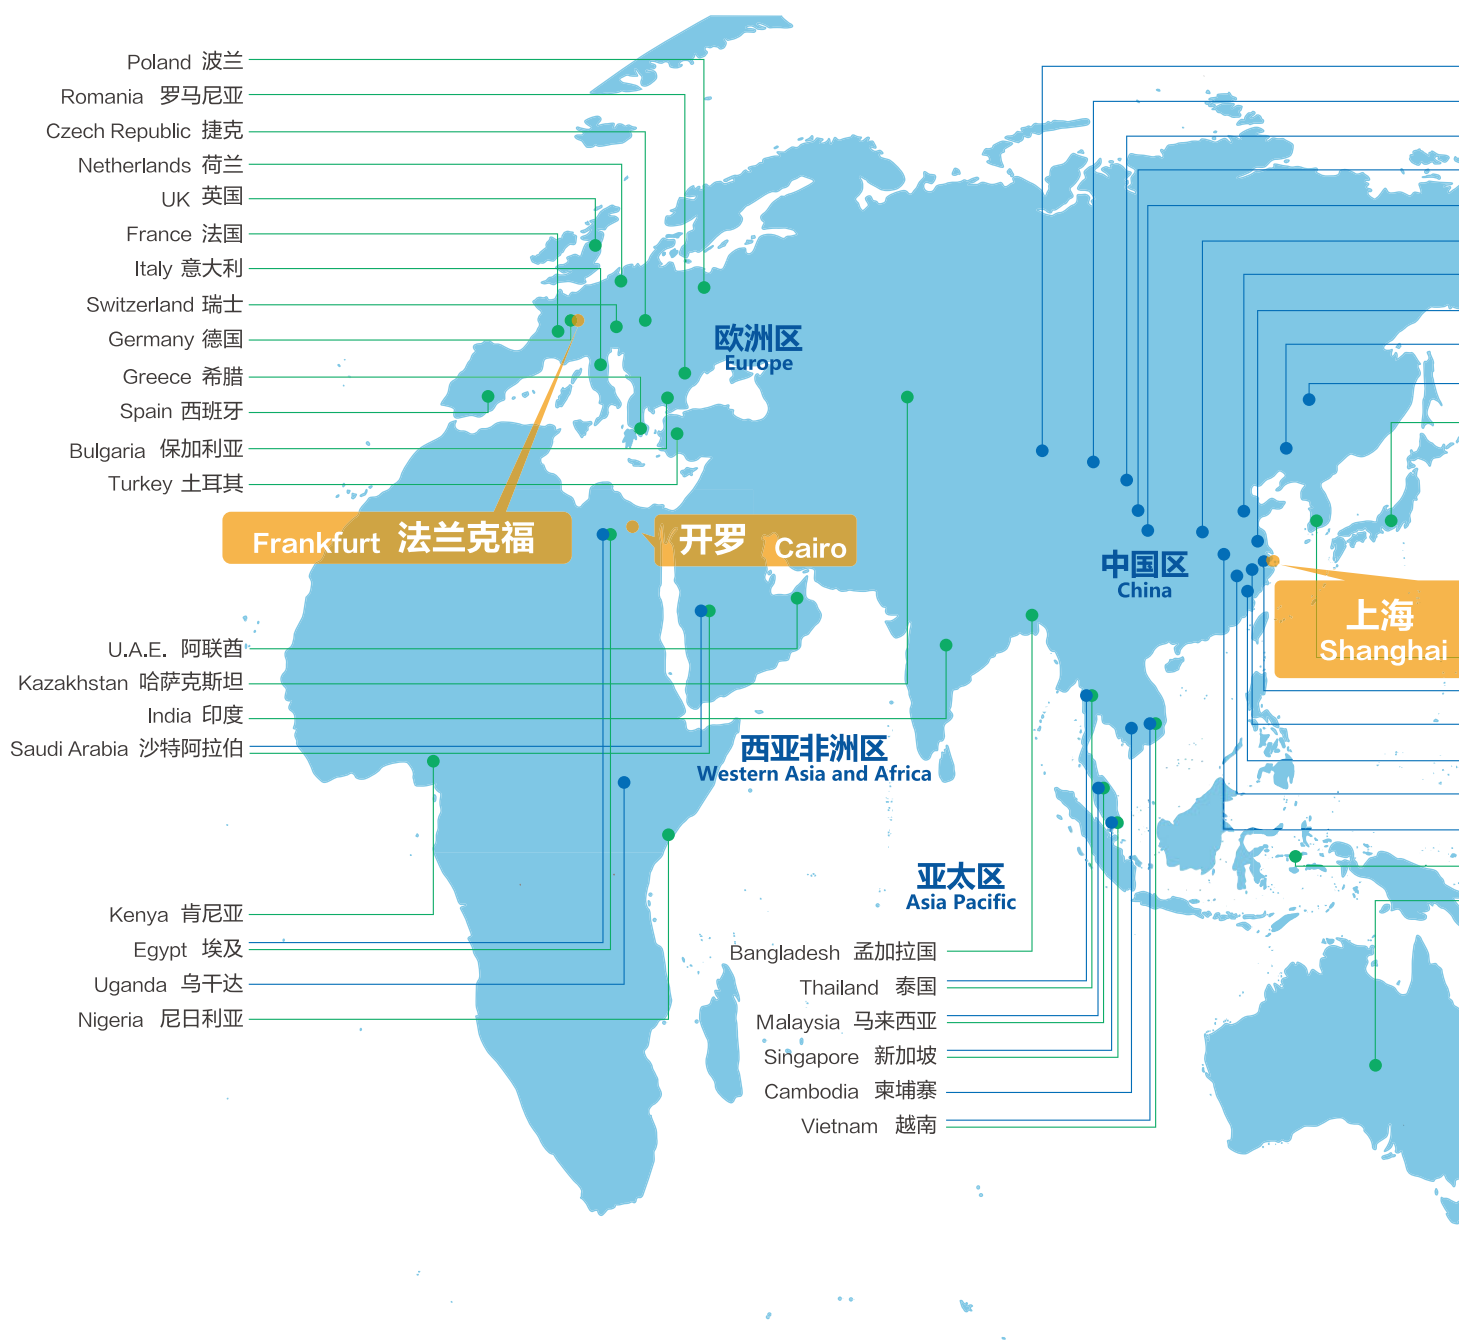 Poland 波兰
Romania 罗马尼亚
Czech Republic 捷克
Netherlands 荷兰
UK 英国
France 法国
Italy 意大利
Switzerland 瑞士
Germany 德国
Greece 希腊
Spain 西班牙
Bulgaria 保加利亚
Turkey 土耳其
欧洲区
Europe
Frankfurt 法兰克福
开罗 Cairo
中国区
China
上海
Shanghai
U.A.E. 阿联酋
Kazakhstan 哈萨克斯坦
India 印度
Saudi Arabia 沙特阿拉伯
西亚非洲区
Western Asia and Africa
亚太区
Asia Pacific
Kenya 肯尼亚
Egypt 埃及
Uganda 乌干达
Nigeria 尼日利亚
Bangladesh 孟加拉国
Thailand 泰国
Malaysia 马来西亚
Singapore 新加坡
Cambodia 柬埔寨
Vietnam 越南